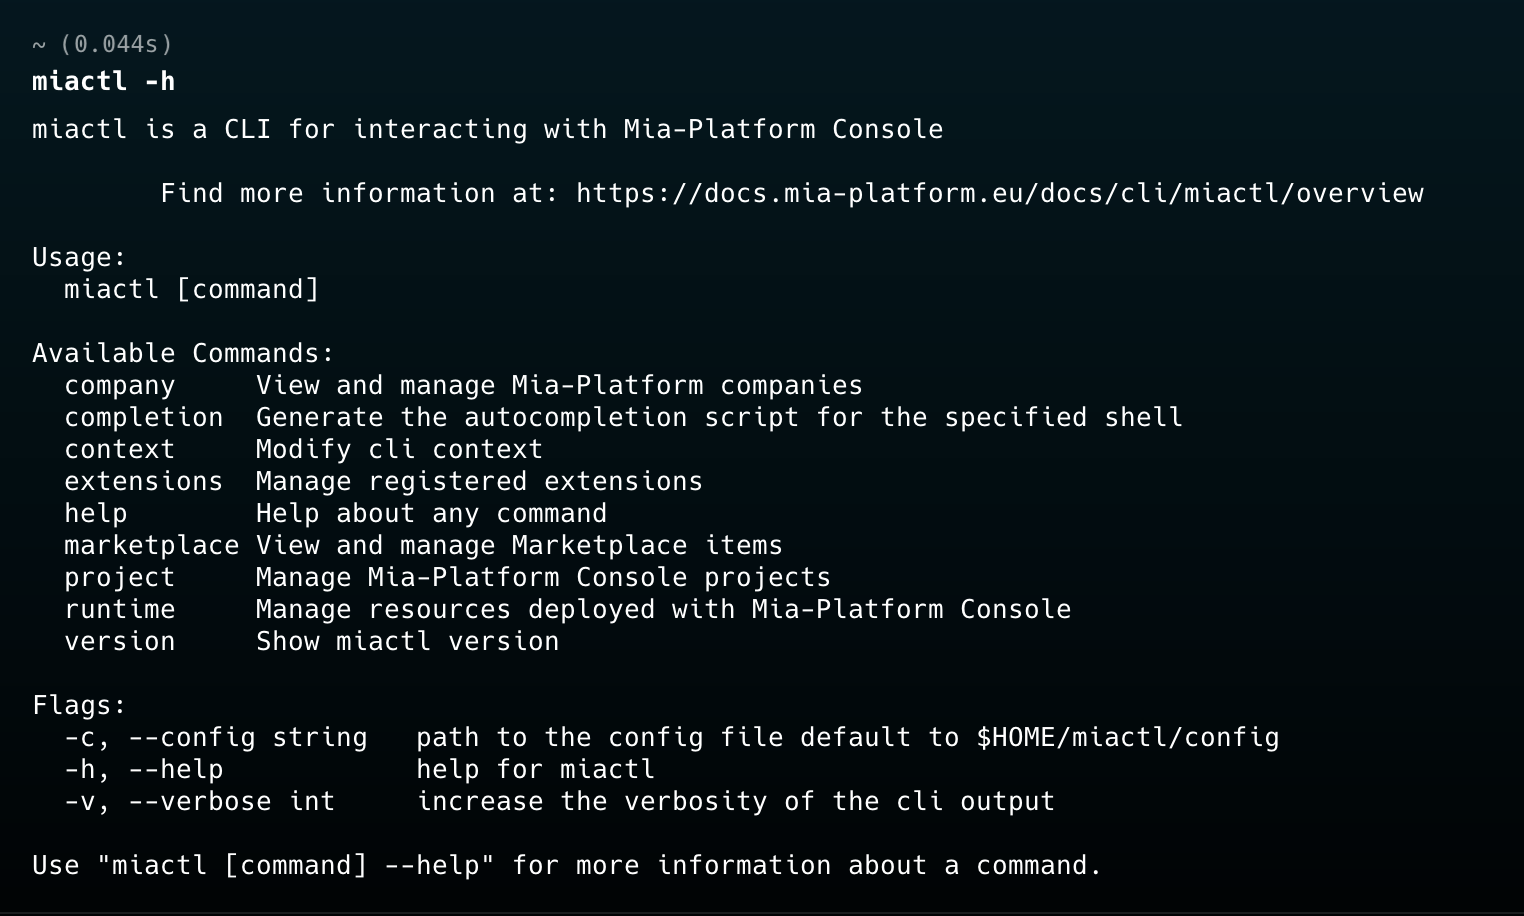 ~ (0.044s)
miactl -h
miactl is a CLI for interacting with Mia-Platform Console
Find more information at: https://docs.mia-platform.eu/docs/cli/miactl/overview
Usage:
miactl [command]
Available Commands:
company     View and manage Mia-Platform companies
completion  Generate the autocompletion script for the specified shell
context     Modify cli context
extensions  Manage registered extensions
help        Help about any command
marketplace View and manage Marketplace items
project     Manage Mia-Platform Console projects
runtime     Manage resources deployed with Mia-Platform Console
version     Show miactl version
Flags:
-c, --config string   path to the config file default to $HOME/miactl/config
-h, --help            help for miactl
-v, --verbose int     increase the verbosity of the cli output
Use "miactl [command] --help" for more information about a command.